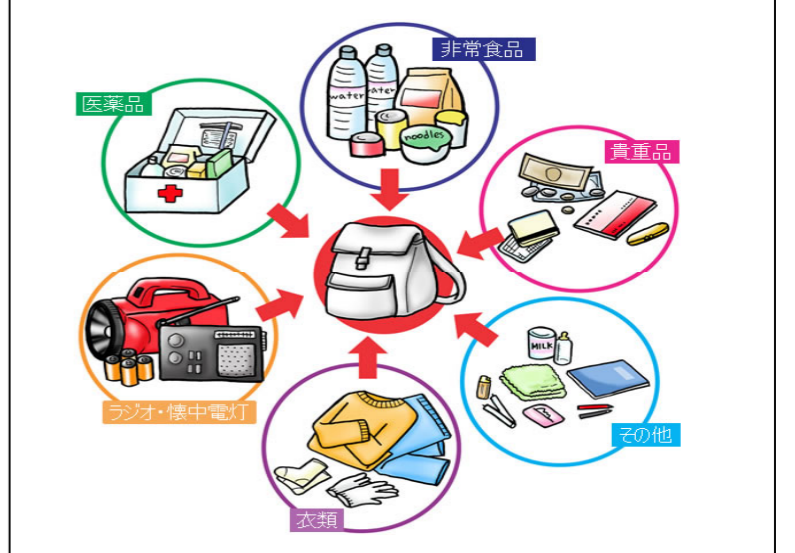 非常食品
医薬品
water
water
noodles
貴重品
ラジオ・懐中電灯
MILK
その他
衣類